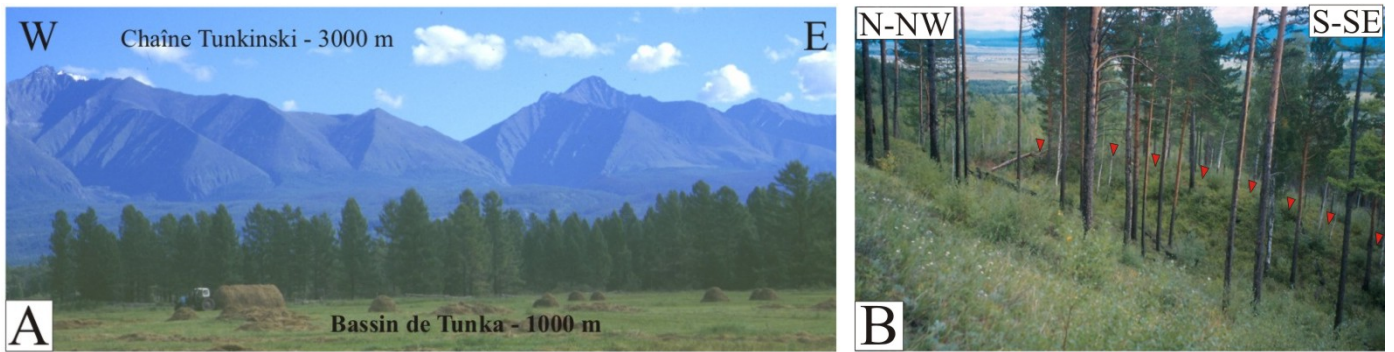 W
Chaîne Tunkinski - 3000 m
E
Bassin de Tunka - 1000 m
A
N-NW
S-SE
B